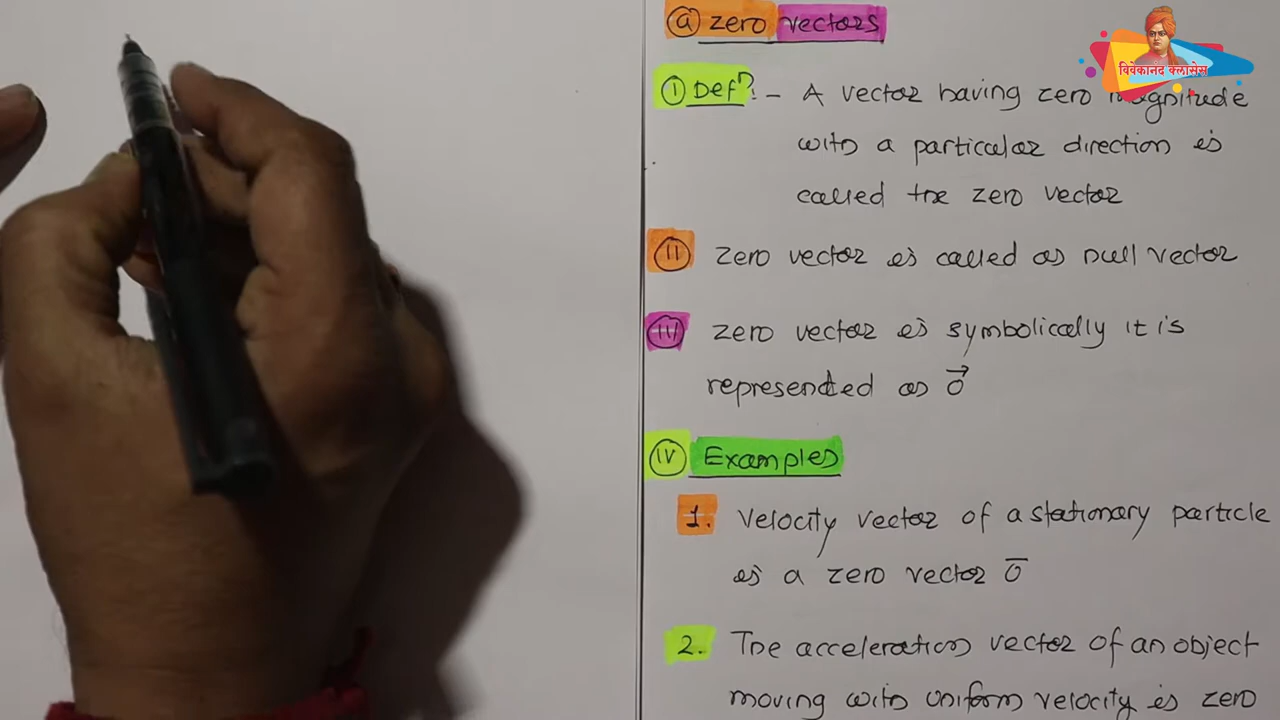 ⓐ zero vectors
विवेकानंद क्लासेस
① Defⁿ: - A vector having zero magnitude
with a particular direction is
called the zero vector
Ⅱ zero vector is called as null vector
Ⅲ zero vector is symbolically it is
represented as 0⃗
Ⅳ Examples
1. Velocity vector of a stationary particle
is a zero vector 0̅
2. The acceleration vector of an object
moving with uniform velocity is zero